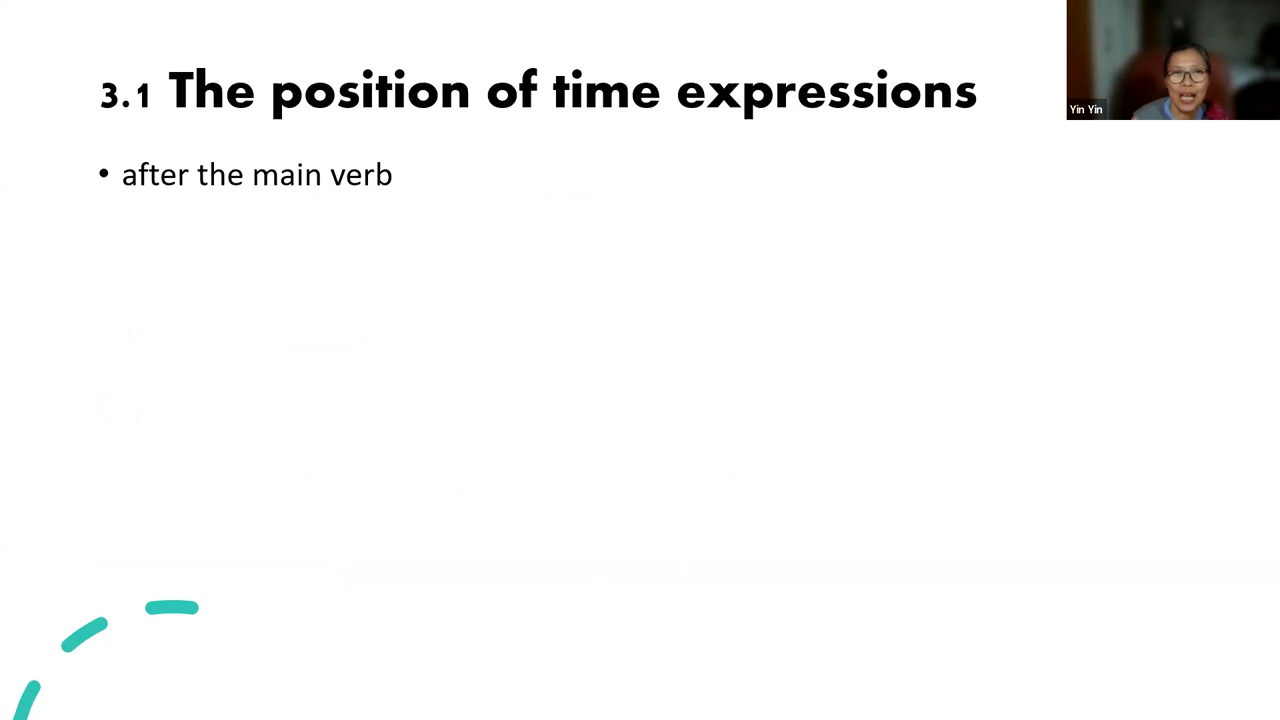 3.1 The position of time expressions
• after the main verb
Yin Yin